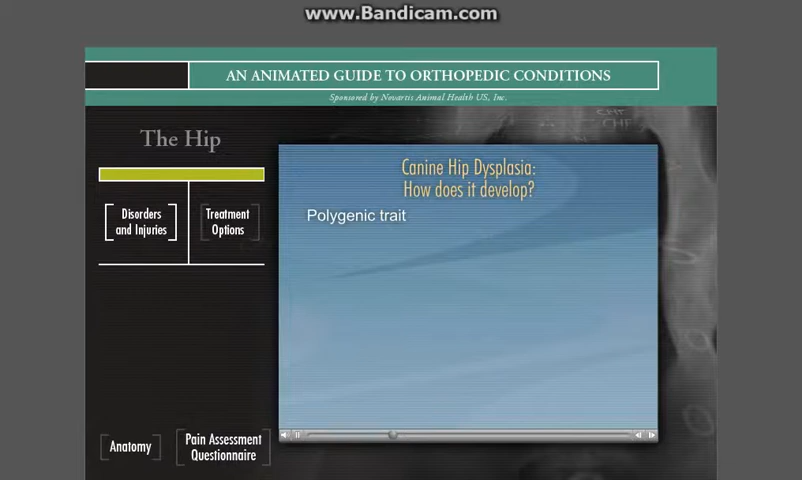 www.Bandicam.com
AN ANIMATED GUIDE TO ORTHOPEDIC CONDITIONS
Sponsored by Novartis Animal Health US, Inc.
The Hip
Disorders
and Injuries
Treatment
Options
Canine Hip Dysplasia:
How does it develop?
Polygenic trait
Anatomy
Pain Assessment
Questionnaire